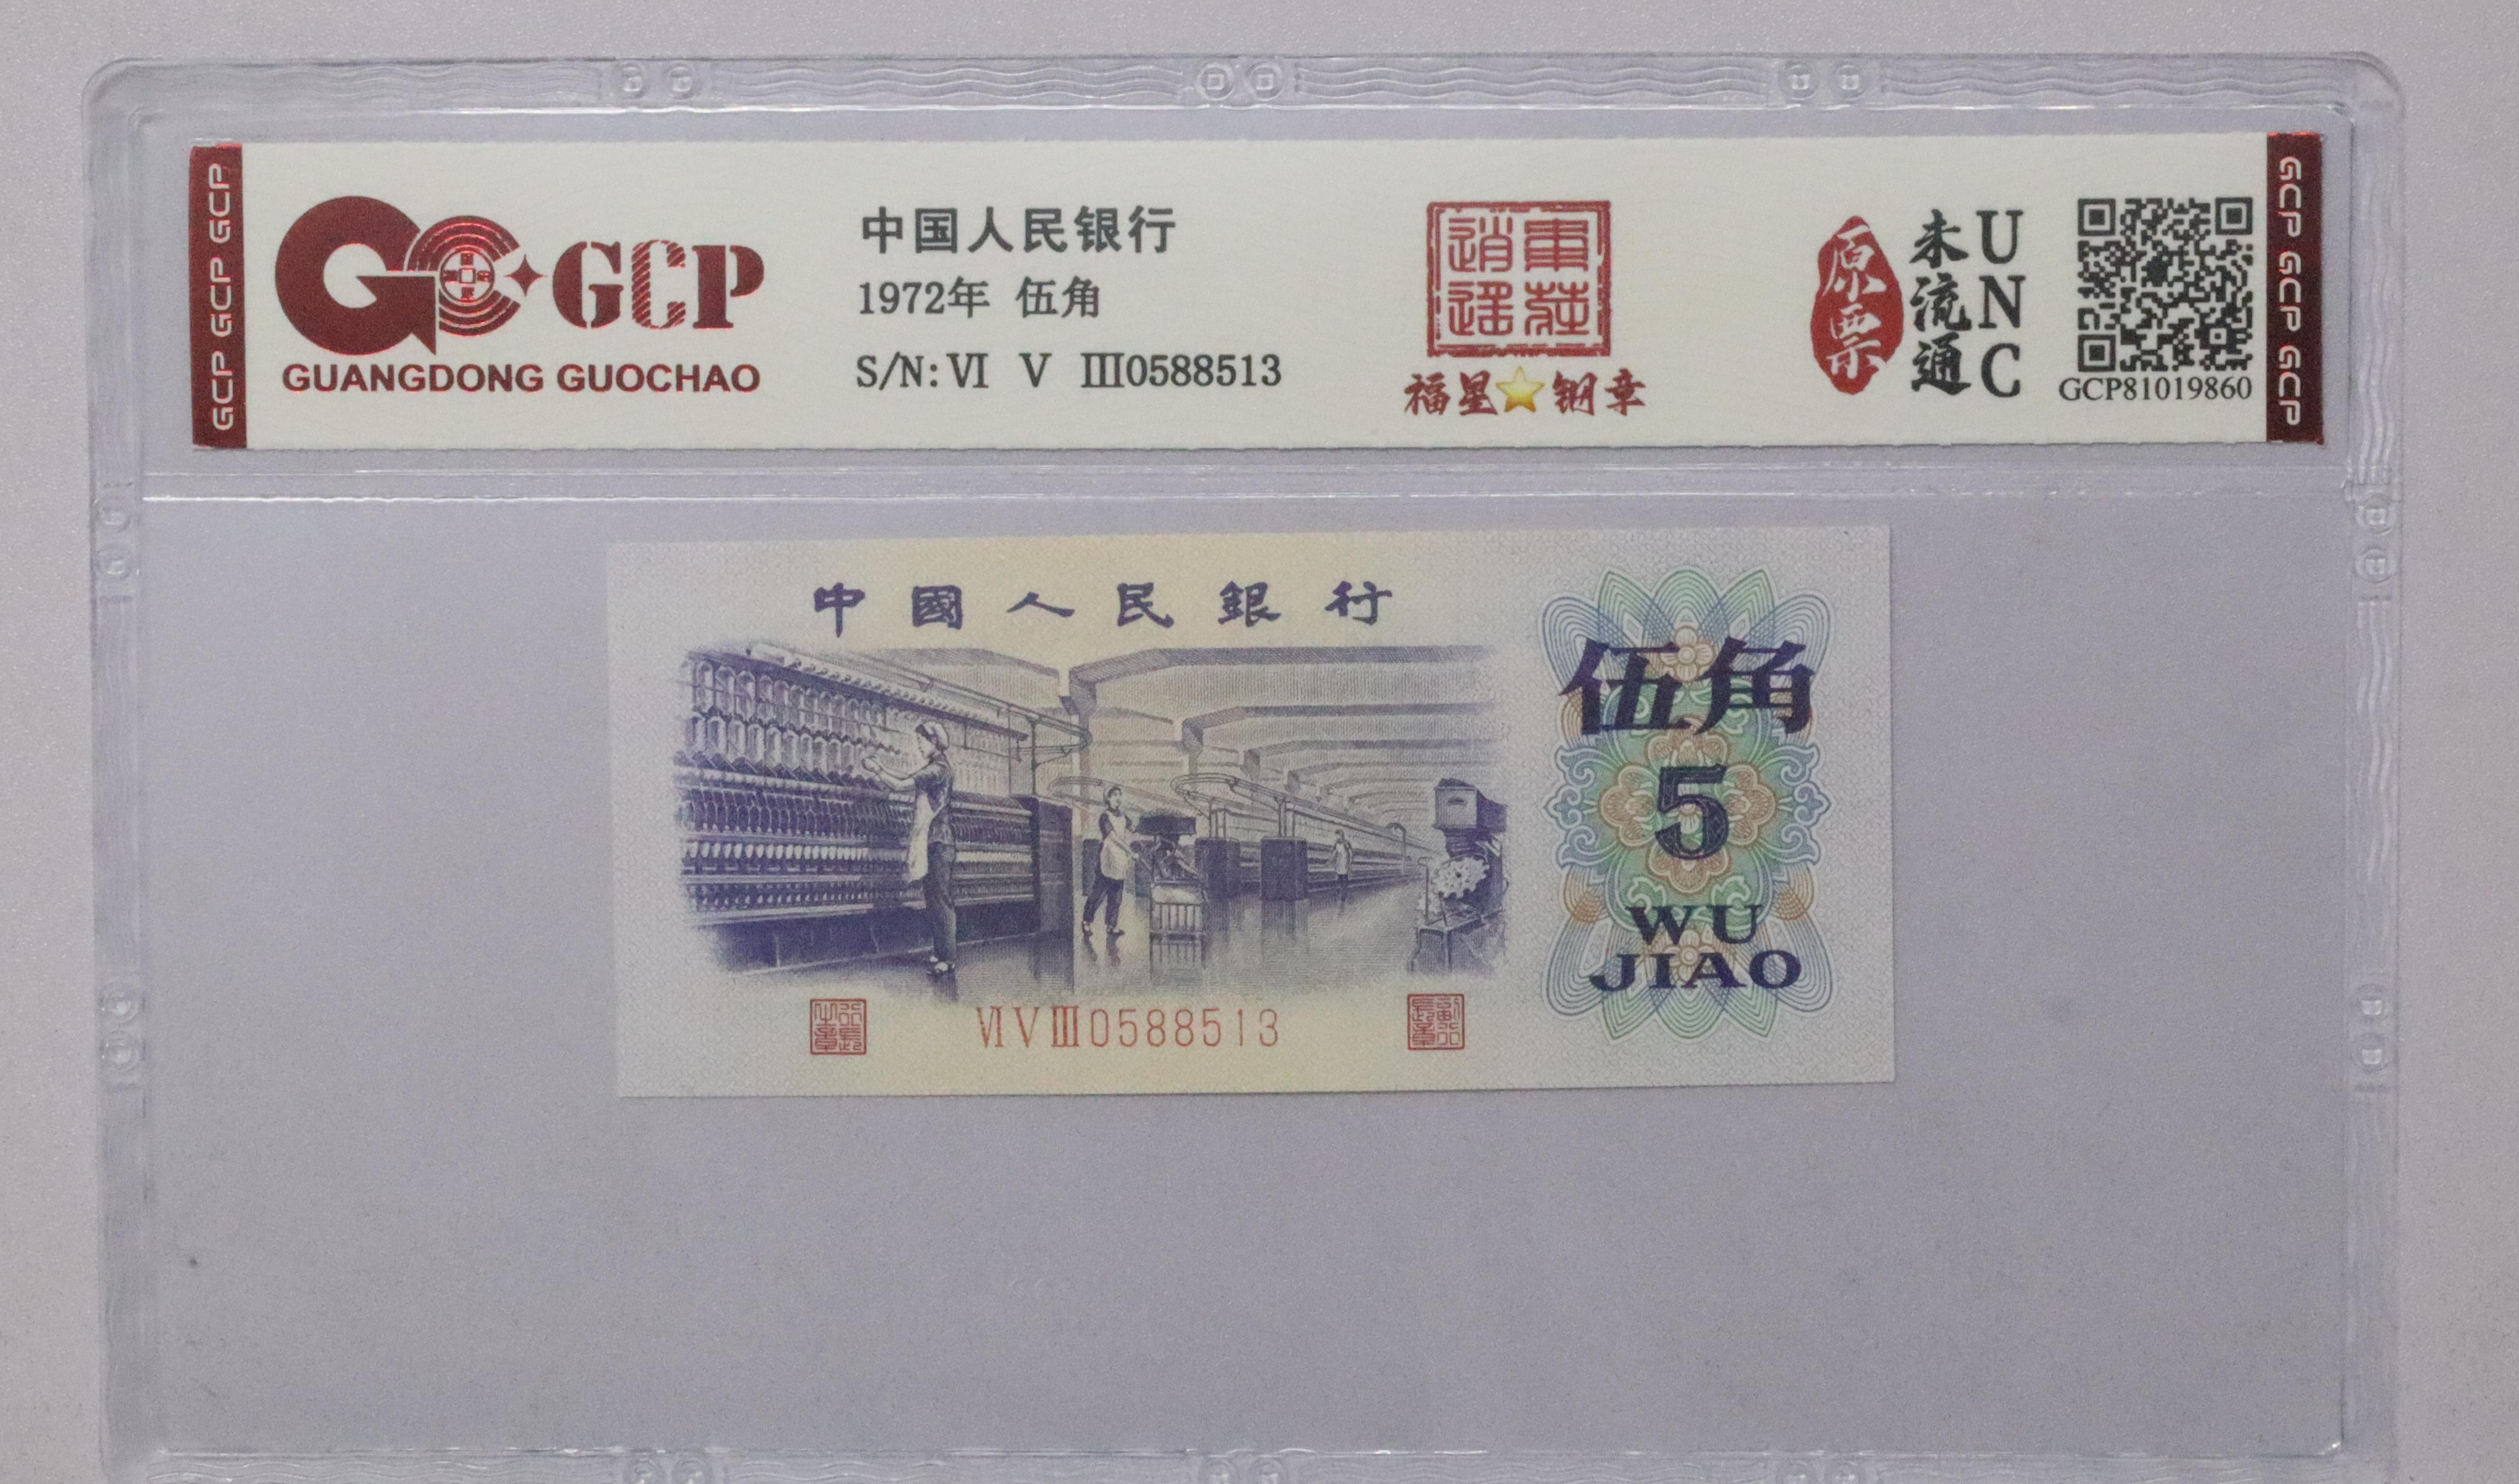 GCP GCP GCP
GCP
GUANGDONG GUOCHAO
中国人民银行
1972年 伍角
S/N:Ⅵ Ⅴ Ⅲ0588513
福星⭐钢章
原票
未流通
UNC
GCP81019860
GCP GCP GCP
中國人民銀行
伍角
5
WU
JIAO
ⅥⅤⅢ0588513